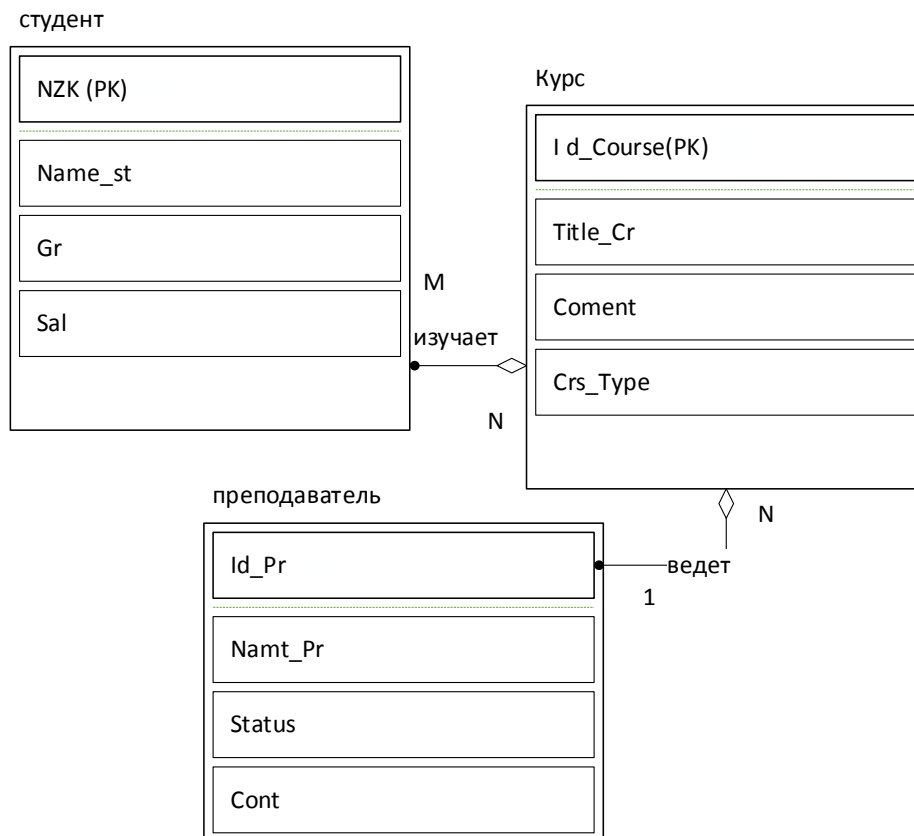 студент
NZK (PK)
Name_st
Gr
Sal
M
изучает
N
Курс
I d_Course(PK)
Title_Cr
Coment
Crs_Type
N
ведет
1
преподаватель
Id_Pr
Namt_Pr
Status
Cont